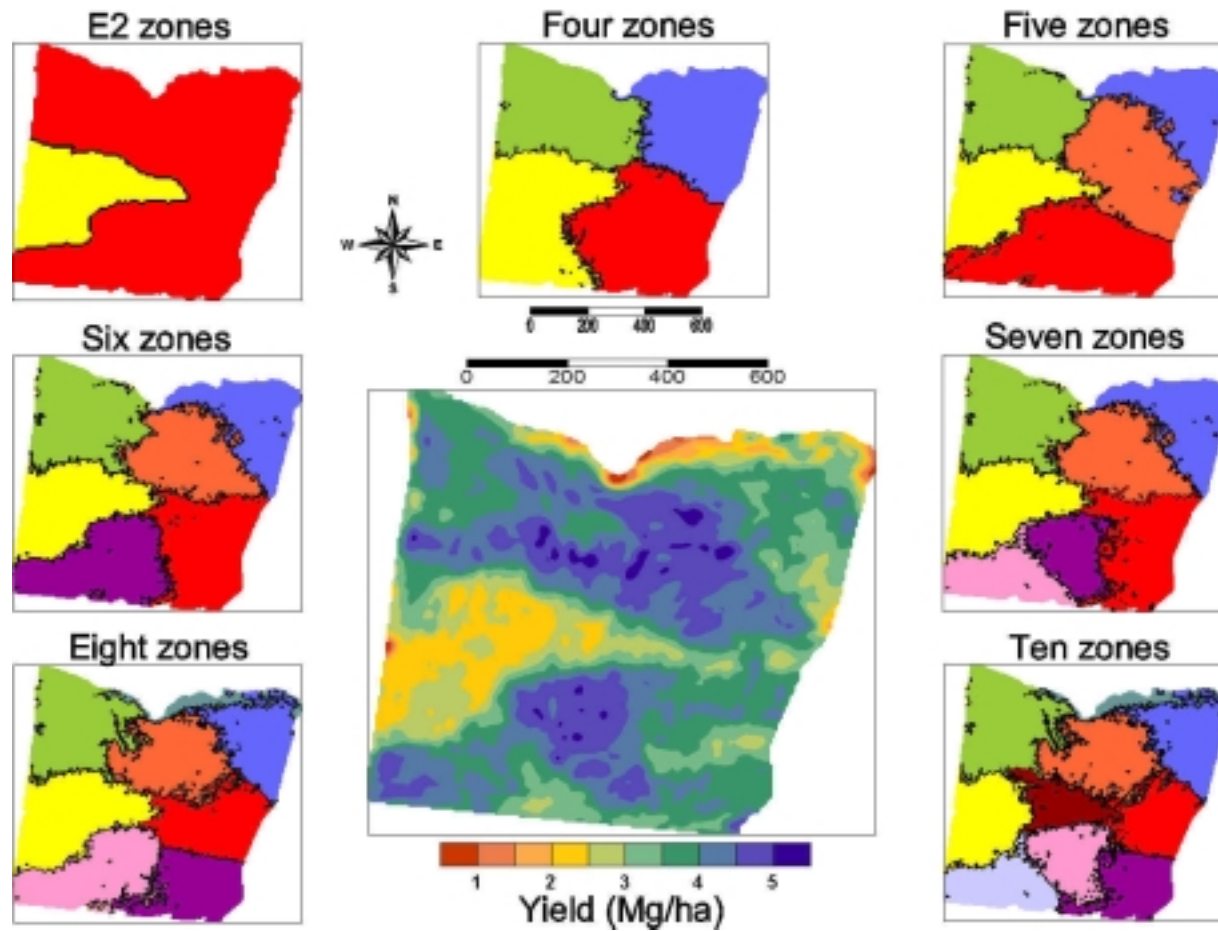 E2 zones
Four zones
Five zones
N
W E
S
0 200 400 600
Six zones
Seven zones
0 200 400 600
Eight zones
Ten zones
1 2 3 4 5
Yield (Mg/ha)